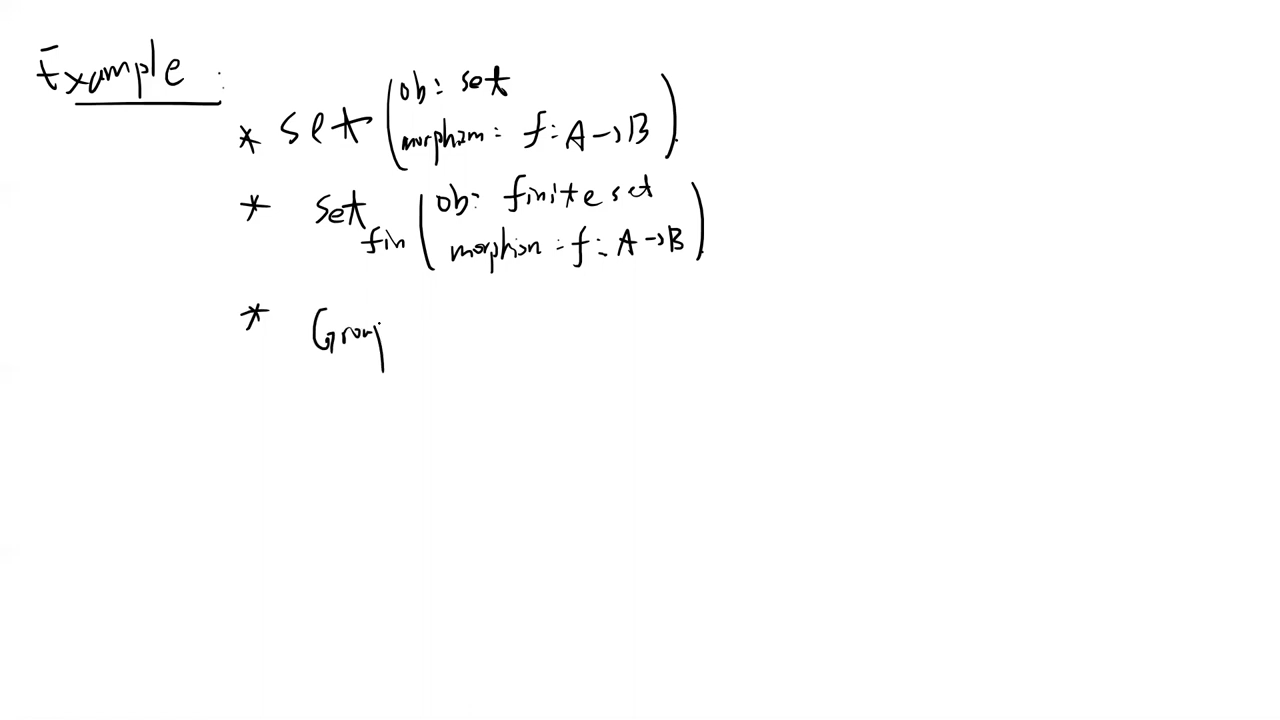 Example :
* set ( ob: set
morphism : f: A → B )
* set fin ( ob: finite set
morphism : f: A → B )
* Group